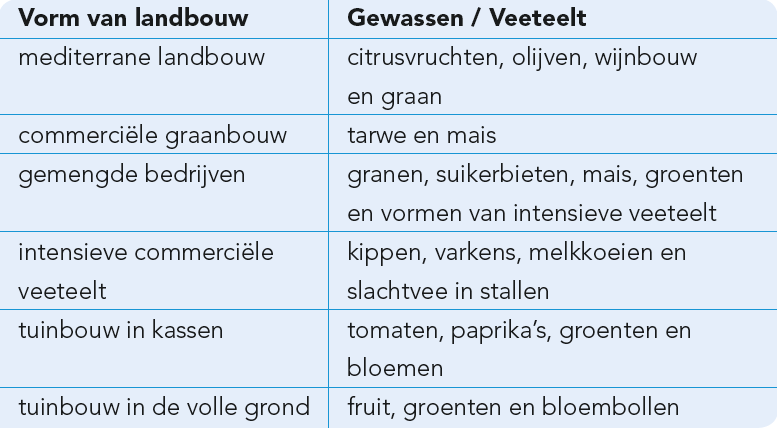 Vorm van landbouw
Gewassen / Veeteelt
mediterrane landbouw
citrusvruchten, olijven, wijnbouw
en graan
commerciële graanbouw
tarwe en mais
gemengde bedrijven
granen, suikerbieten, mais, groenten
en vormen van intensieve veeteelt
intensieve commerciële
veeteelt
kippen, varkens, melkkoeien en
slachtvee in stallen
tuinbouw in kassen
tomaten, paprika’s, groenten en
bloemen
tuinbouw in de volle grond
fruit, groenten en bloembollen